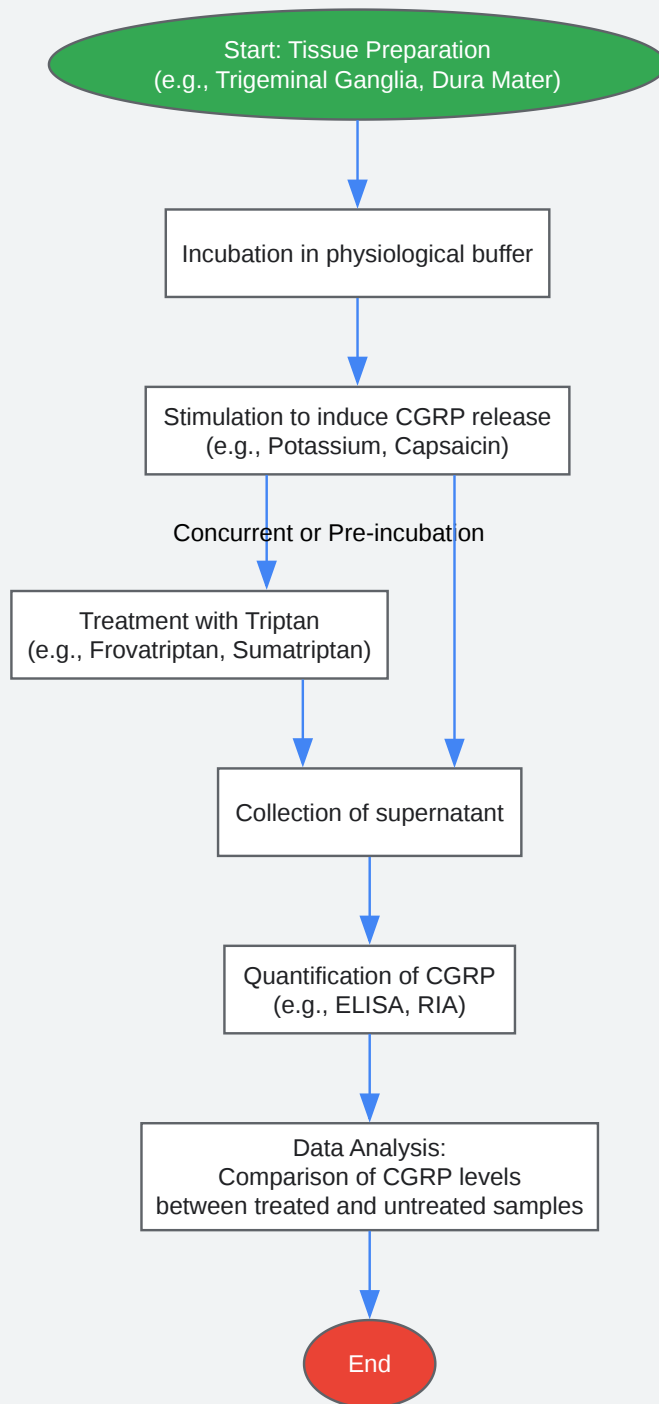 Start: Tissue Preparation
(e.g., Trigeminal Ganglia, Dura Mater)
Incubation in physiological buffer
Stimulation to induce CGRP release
(e.g., Potassium, Capsaicin)
Concurrent or Pre-incubation
Treatment with Triptan
(e.g., Frovatriptan, Sumatriptan)
Collection of supernatant
Quantification of CGRP
(e.g., ELISA, RIA)
Data Analysis:
Comparison of CGRP levels
between treated and untreated samples
End